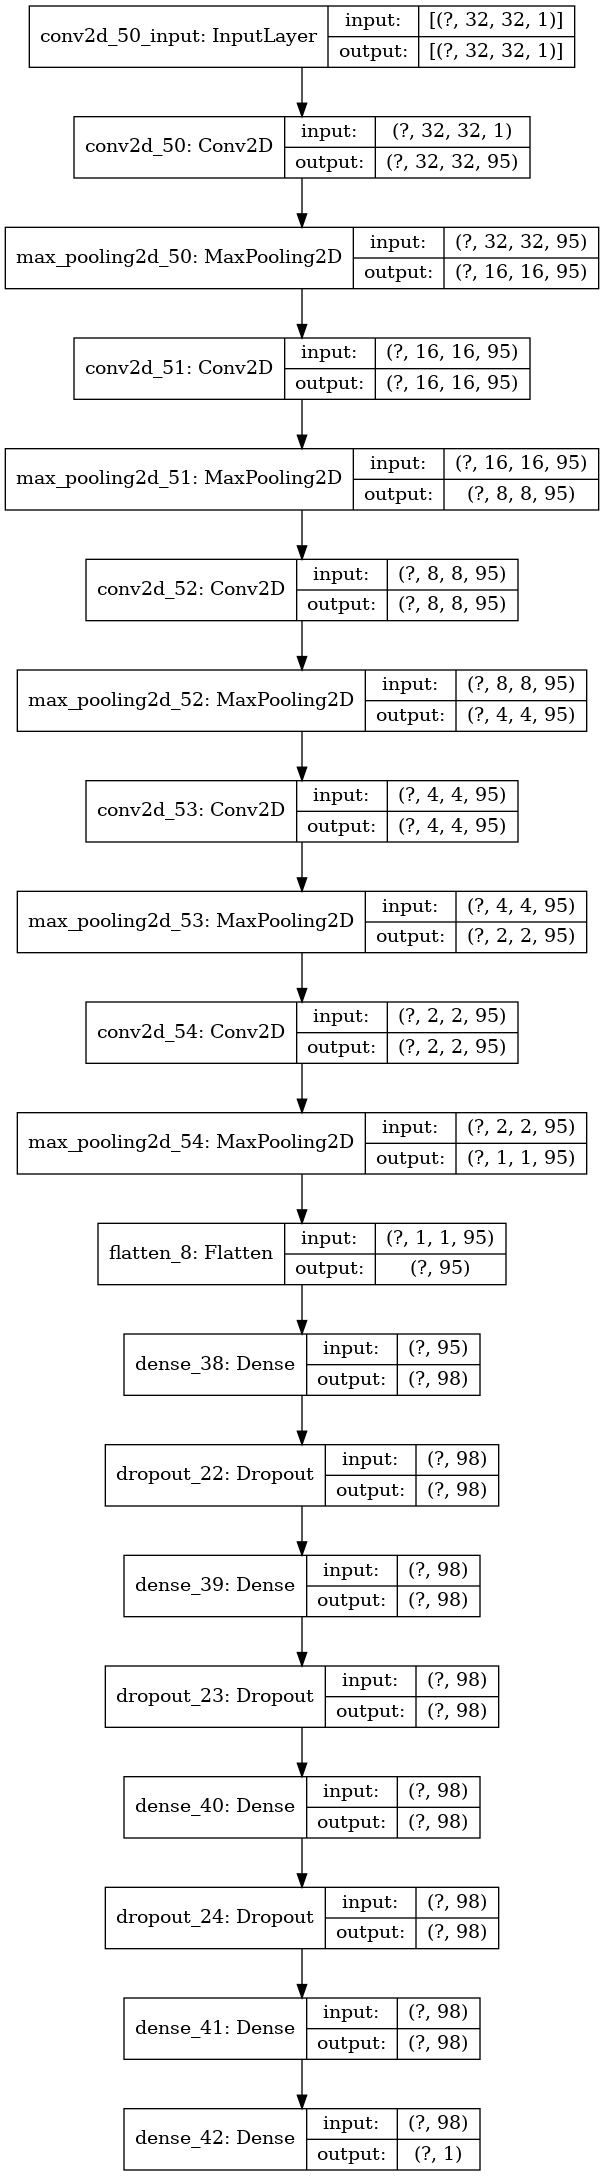 conv2d_50_input: InputLayer
input: [(?, 32, 32, 1)]
output: [(?, 32, 32, 1)]
conv2d_50: Conv2D
input: (?, 32, 32, 1)
output: (?, 32, 32, 95)
max_pooling2d_50: MaxPooling2D
input: (?, 32, 32, 95)
output: (?, 16, 16, 95)
conv2d_51: Conv2D
input: (?, 16, 16, 95)
output: (?, 16, 16, 95)
max_pooling2d_51: MaxPooling2D
input: (?, 16, 16, 95)
output: (?, 8, 8, 95)
conv2d_52: Conv2D
input: (?, 8, 8, 95)
output: (?, 8, 8, 95)
max_pooling2d_52: MaxPooling2D
input: (?, 8, 8, 95)
output: (?, 4, 4, 95)
conv2d_53: Conv2D
input: (?, 4, 4, 95)
output: (?, 4, 4, 95)
max_pooling2d_53: MaxPooling2D
input: (?, 4, 4, 95)
output: (?, 2, 2, 95)
conv2d_54: Conv2D
input: (?, 2, 2, 95)
output: (?, 2, 2, 95)
max_pooling2d_54: MaxPooling2D
input: (?, 2, 2, 95)
output: (?, 1, 1, 95)
flatten_8: Flatten
input: (?, 1, 1, 95)
output: (?, 95)
dense_38: Dense
input: (?, 95)
output: (?, 98)
dropout_22: Dropout
input: (?, 98)
output: (?, 98)
dense_39: Dense
input: (?, 98)
output: (?, 98)
dropout_23: Dropout
input: (?, 98)
output: (?, 98)
dense_40: Dense
input: (?, 98)
output: (?, 98)
dropout_24: Dropout
input: (?, 98)
output: (?, 98)
dense_41: Dense
input: (?, 98)
output: (?, 98)
dense_42: Dense
input: (?, 98)
output: (?, 1)